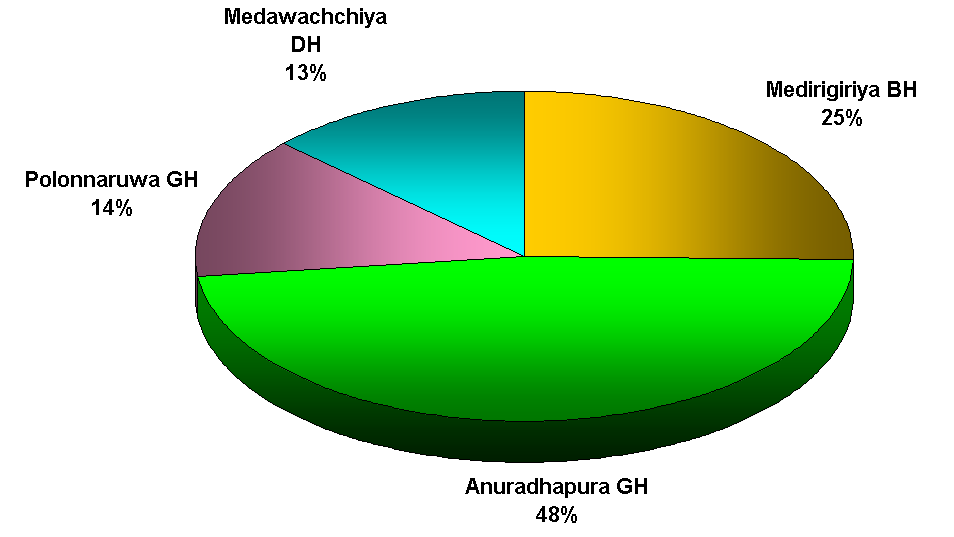 Medawachchiya
DH
13%
Medirigiriya BH
25%
Polonnaruwa GH
14%
Anuradhapura GH
48%